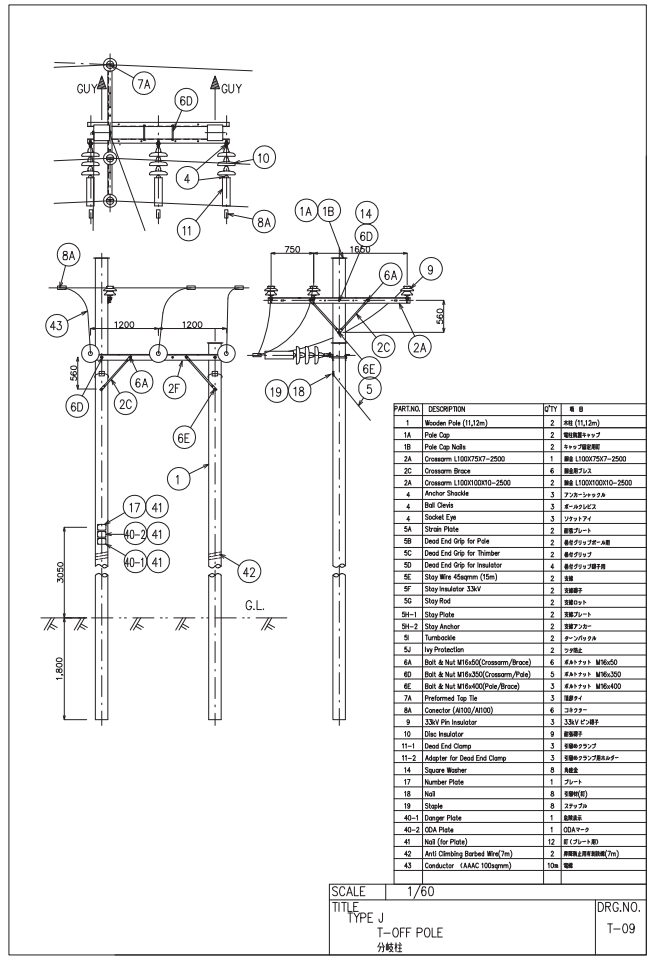 7A
GUY
GUY
6D
10
4
11
8A
1A 1B 14
6D
750 1650
6A 9
8A
43
1200 1200
560
560
2C 2A
6E
19 18 5
6D 2C 6A 2F
6E
1
17 41
40-2 41
40-1 41
42
3050
G.L.
1,800
PART.NO. DESCRIPTION Q'TY 項 目
1 Wooden Pole (11,12m) 2 木柱 (11,12m)
1A Pole Cap 2 電柱保護キャップ
1B Pole Cap Nails 2 キャップ固定用釘
2A Crossarm L100X75X7-2500 1 腕金 L100X75X7-2500
2C Crossarm Brace 6 腕金用ブレス
2A Crossarm L100X100X10-2500 2 腕金 L100X100X10-2500
4 Anchor Shackle 3 アンカーシャックル
4 Ball Clevis 3 ボールクレビス
4 Socket Eye 3 ソケットアイ
5A Strain Plate 2 耐張プレート
5B Dead End Grip for Pole 2 巻付グリップポール用
5C Dead End Grip for Thimber 2 巻付グリップ
5D Dead End Grip for Insulator 4 巻付グリップ碍子用
5E Stay Wire 45sqmm (15m) 2 支線
5F Stay Insulator 33kV 2 支線碍子
5G Stay Rod 2 支線ロット
5H-1 Stay Plate 2 支線プレート
5H-2 Stay Anchor 2 支線アンカー
5I Turnbackle 2 ターンバックル
5J Ivy Protection 2 ツタ防止
6A Bolt & Nut M16x50(Crossarm/Brace) 6 ボルトナット M16x50
6D Bolt & Nut M16x350(Crossarm/Pole) 5 ボルトナット M16x350
6E Bolt & Nut M16x400(Pole/Brace) 3 ボルトナット M16x400
7A Preformed Tap Tie 3 頂部タイ
8A Conector (Al100/Al100) 6 コネクター
9 33kV Pin Insulator 3 33kV ピン碍子
10 Disc Insulator 9 耐張碍子
11-1 Dead End Clamp 3 引留めクランプ
11-2 Adapter for Dead End Clamp 3 引留めクランプ用ホルダー
14 Square Washer 8 角座金
17 Number Plate 1 プレート
18 Nail 8 引留付(釘)
19 Staple 8 ステップル
40-1 Danger Plate 1 危険表示
40-2 ODA Plate 1 ODAマーク
41 Nail (for Plate) 12 釘 (プレート用)
42 Anti Climbing Barbed Wire(7m) 2 (7m)
43 Conductor (AAAC 100sqmm) 10m 電線
SCALE 1/60
TITLE DRG.NO.
TYPE J
T-OFF POLE T-09
分岐柱